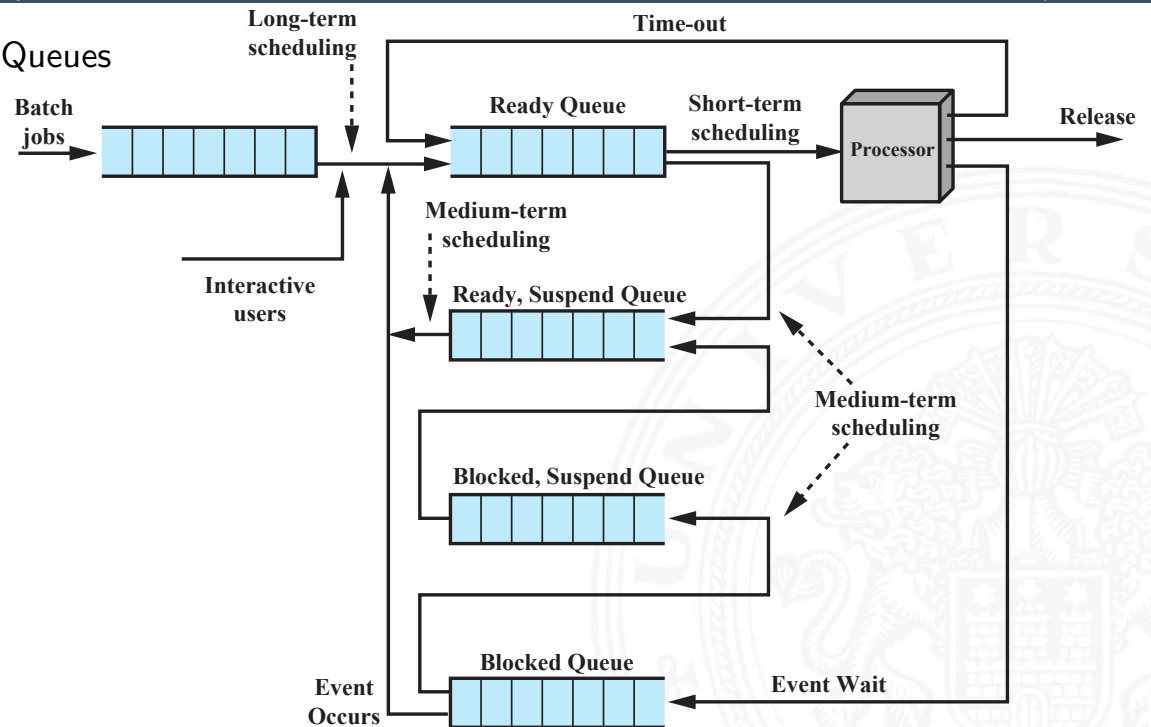 Queues
Long-term
scheduling
Time-out
Batch
jobs
Ready Queue
Short-term
scheduling
Processor
Release
Interactive
users
Medium-term
scheduling
Ready, Suspend Queue
Medium-term
scheduling
Blocked, Suspend Queue
Blocked Queue
Event
Occurs
Event Wait
U N I V E R S